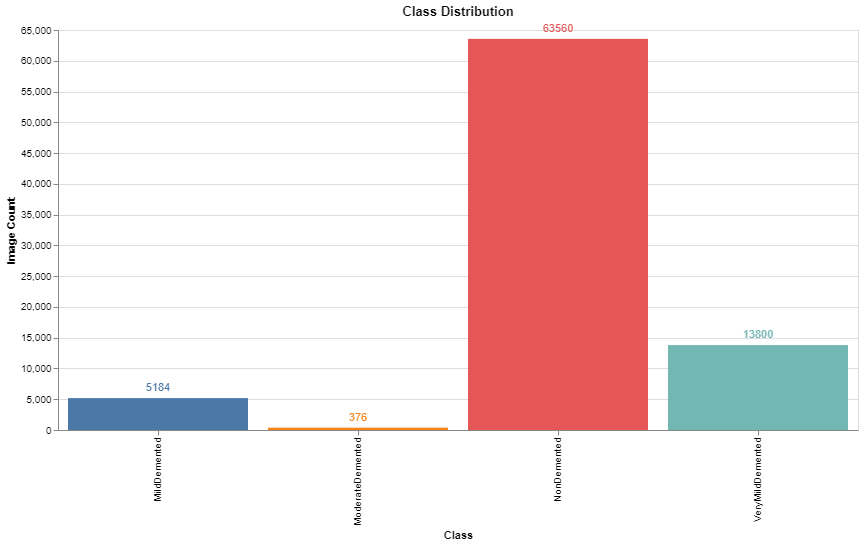 Class Distribution
65,000
60,000
55,000
50,000
45,000
40,000
35,000
30,000
25,000
20,000
15,000
10,000
5,000
0
Image Count
5184
376
63560
13800
MildDemented
ModerateDemented
NonDemented
VeryMildDemented
Class